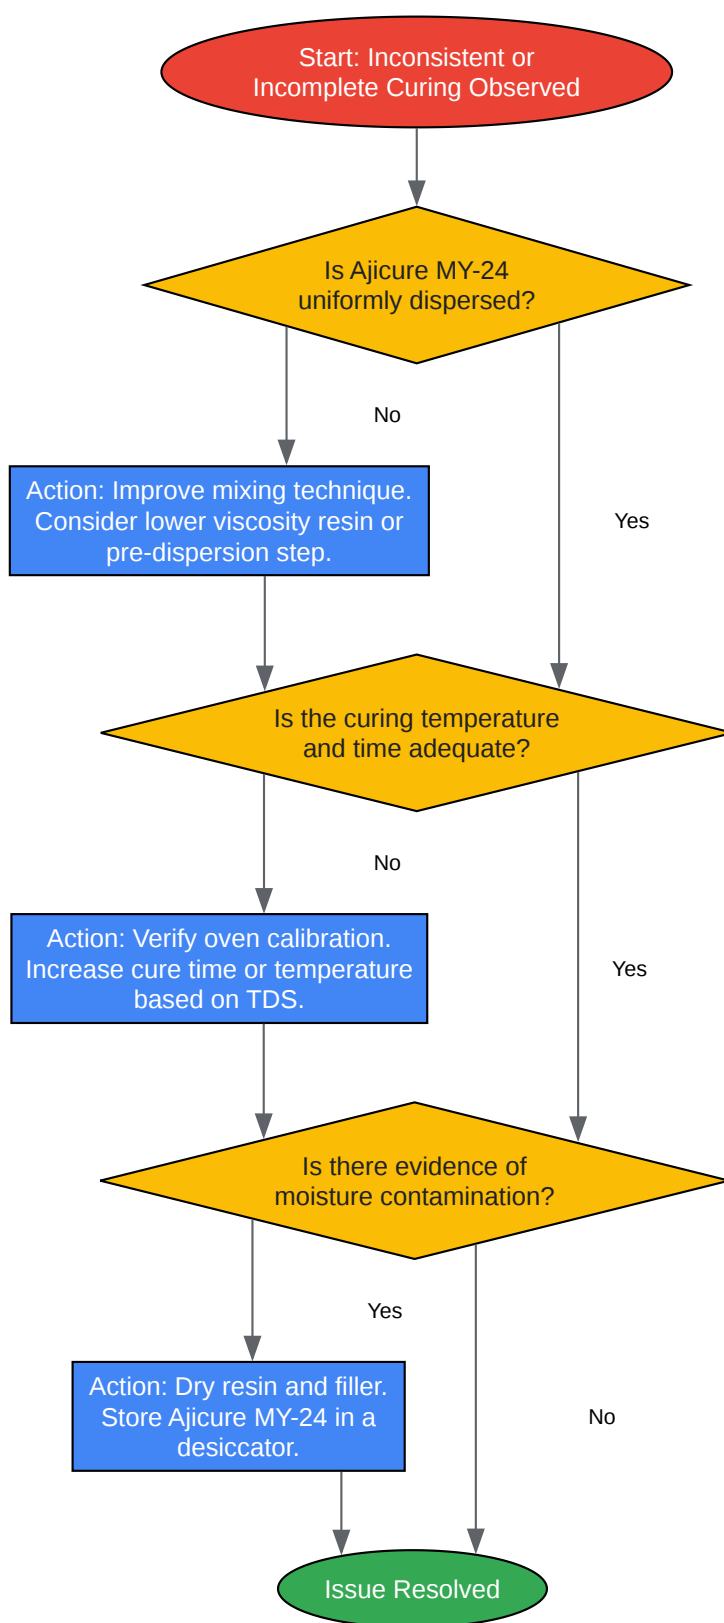 Start: Inconsistent or
Incomplete Curing Observed
Is Ajicure MY-24
uniformly dispersed?
No
Action: Improve mixing technique.
Consider lower viscosity resin or
pre-dispersion step.
Yes
Is the curing temperature
and time adequate?
No
Action: Verify oven calibration.
Increase cure time or temperature
based on TDS.
Yes
Is there evidence of
moisture contamination?
Yes
Action: Dry resin and filler.
Store Ajicure MY-24 in a
desiccator.
No
Issue Resolved